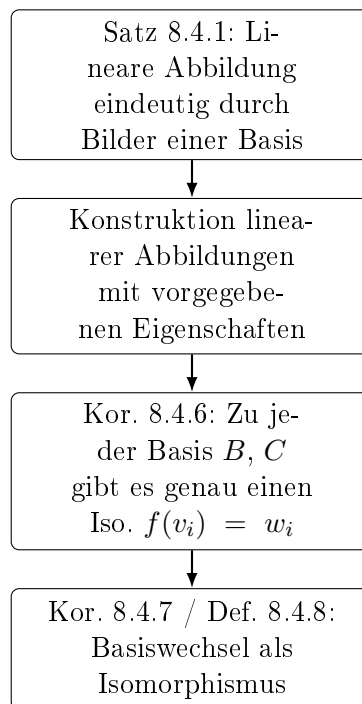 Satz 8.4.1: Li-
neare Abbildung
eindeutig durch
Bilder einer Basis
Konstruktion linea-
rer Abbildungen
mit vorgegebe-
nen Eigenschaften
Kor. 8.4.6: Zu je-
der Basis B, C
gibt es genau einen
Iso. f(v_i) = w_i
Kor. 8.4.7 / Def. 8.4.8:
Basiswechsel als
Isomorphismus